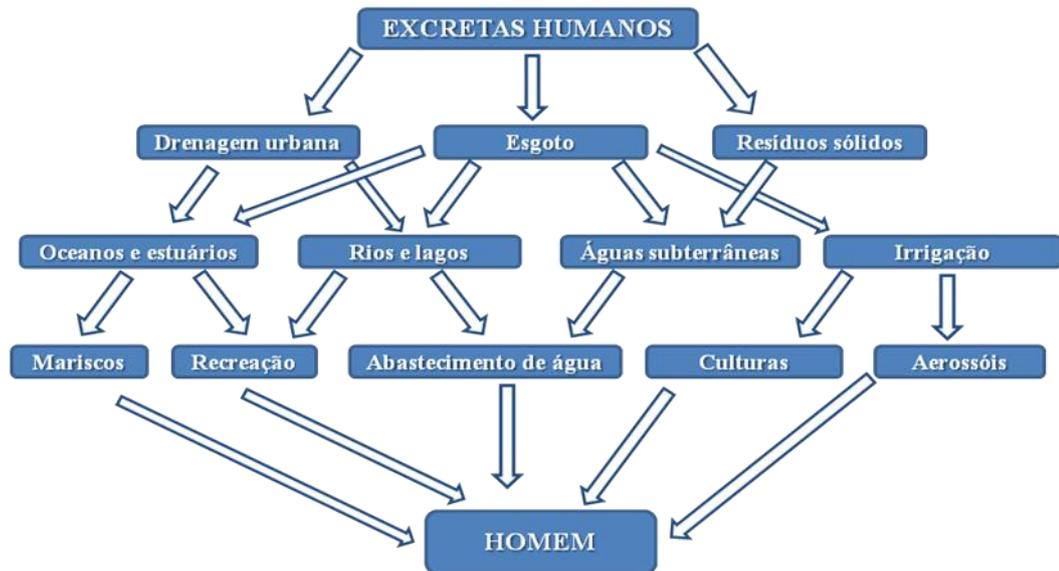 EXCRETAS HUMANOS
Drenagem urbana
Esgoto
Resíduos sólidos
Oceanos e estuários
Rios e lagos
Águas subterrâneas
Irrigação
Mariscos
Recreação
Abastecimento de água
Culturas
Aerossóis
HOMEM